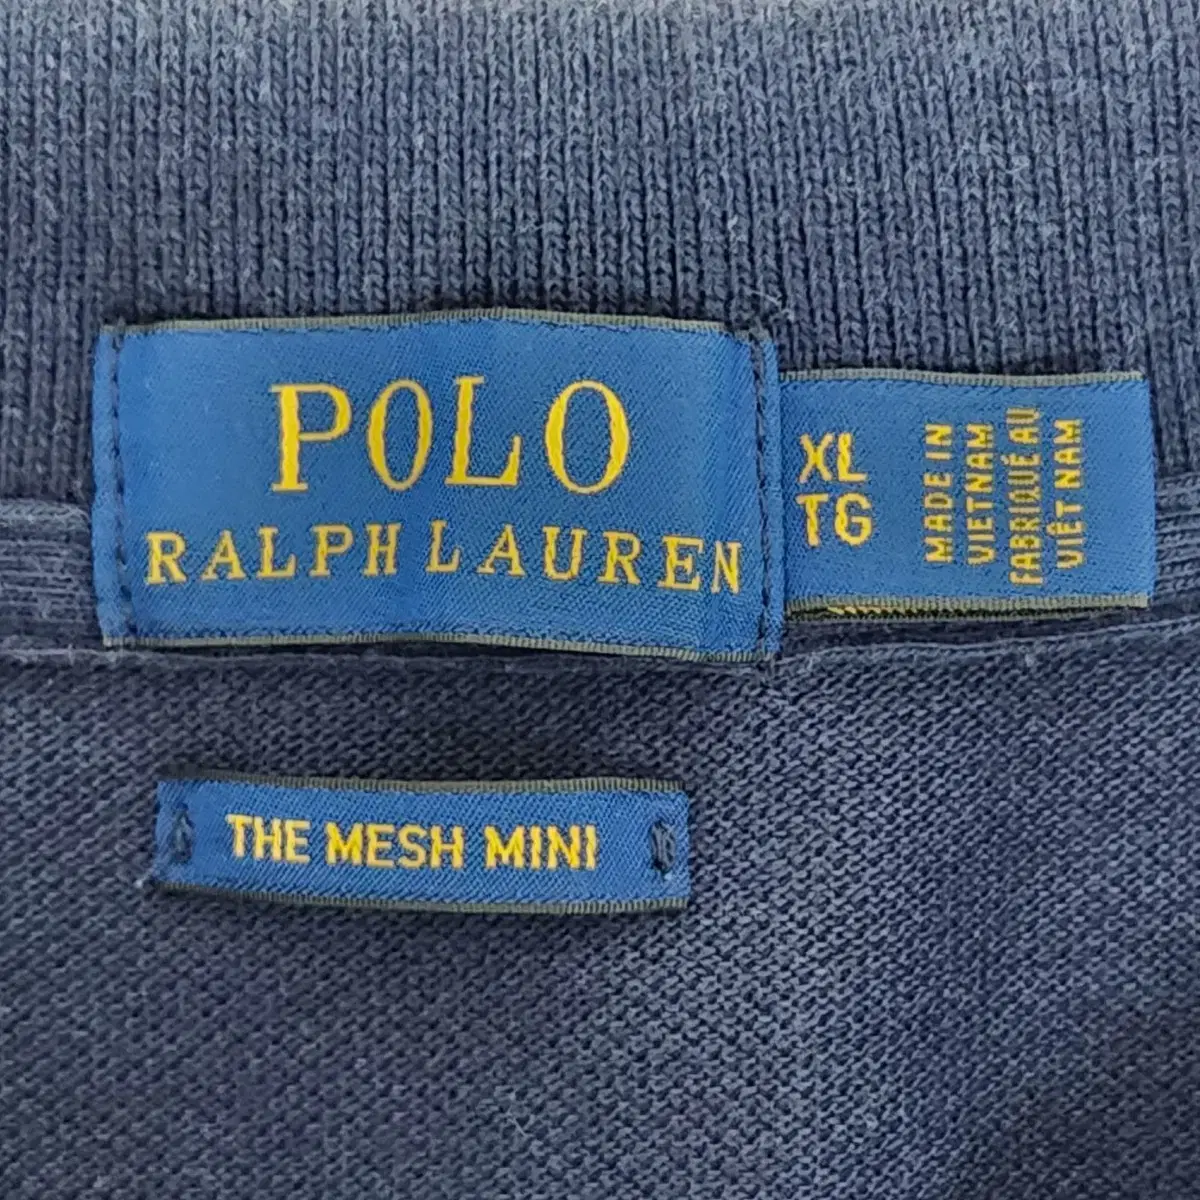 POLO
RALPH LAUREN
XL
TG
MADE IN
VIETNAM
FABRIQUÉ AU
VIÊT NAM
THE MESH MINI